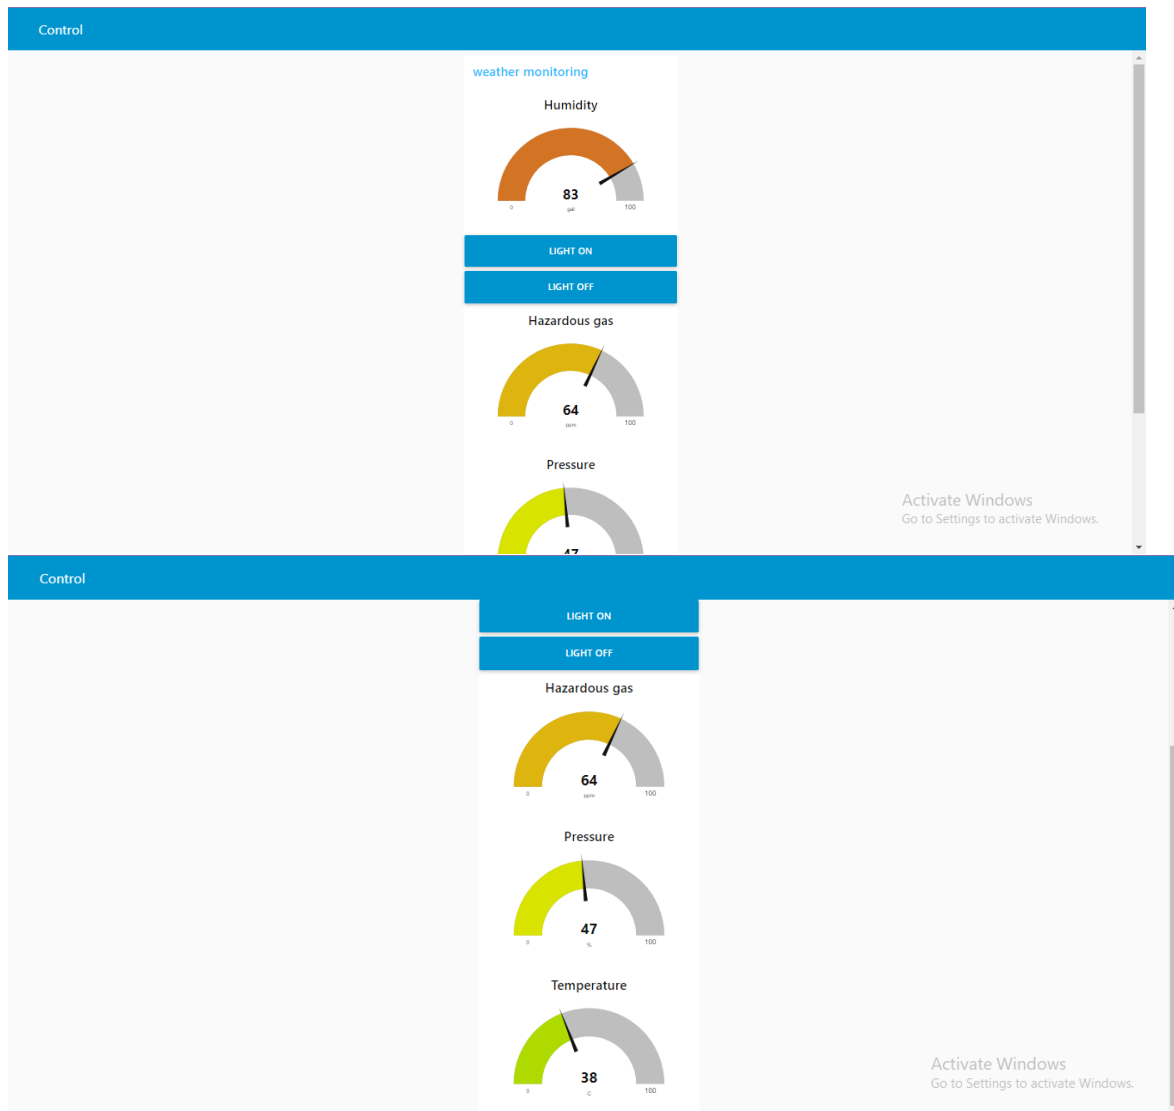 Control
weather monitoring
Humidity
83
gal
0 100
LIGHT ON
LIGHT OFF
Hazardous gas
64
ppm
0 100
Pressure
47
Activate Windows
Go to Settings to activate Windows.
Control
LIGHT ON
LIGHT OFF
Hazardous gas
64
ppm
0 100
Pressure
47
%
0 100
Temperature
38
C
0 100
Activate Windows
Go to Settings to activate Windows.